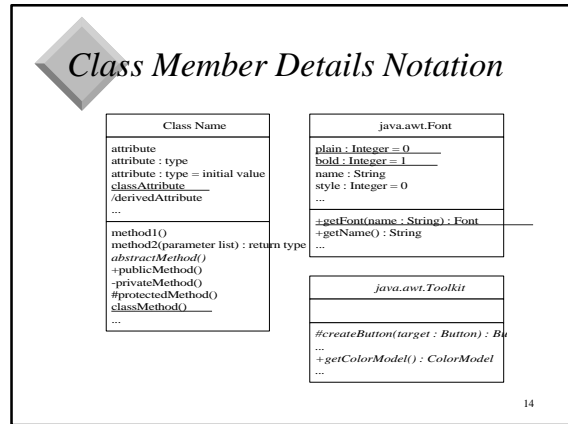 Class Member Details Notation
Class Name
attribute
attribute : type
attribute : type = initial value
classAttribute
/derivedAttribute
...
method1()
method2(parameter list) : return type
abstractMethod()
+publicMethod()
-privateMethod()
#protectedMethod()
classMethod()
...
java.awt.Font
plain : Integer = 0
bold : Integer = 1
name : String
style : Integer = 0
...
+getFont(name : String) : Font
+getName() : String
...
java.awt.Toolkit
#createButton(target : Button) : Bu
...
+getColorModel() : ColorModel
...
14